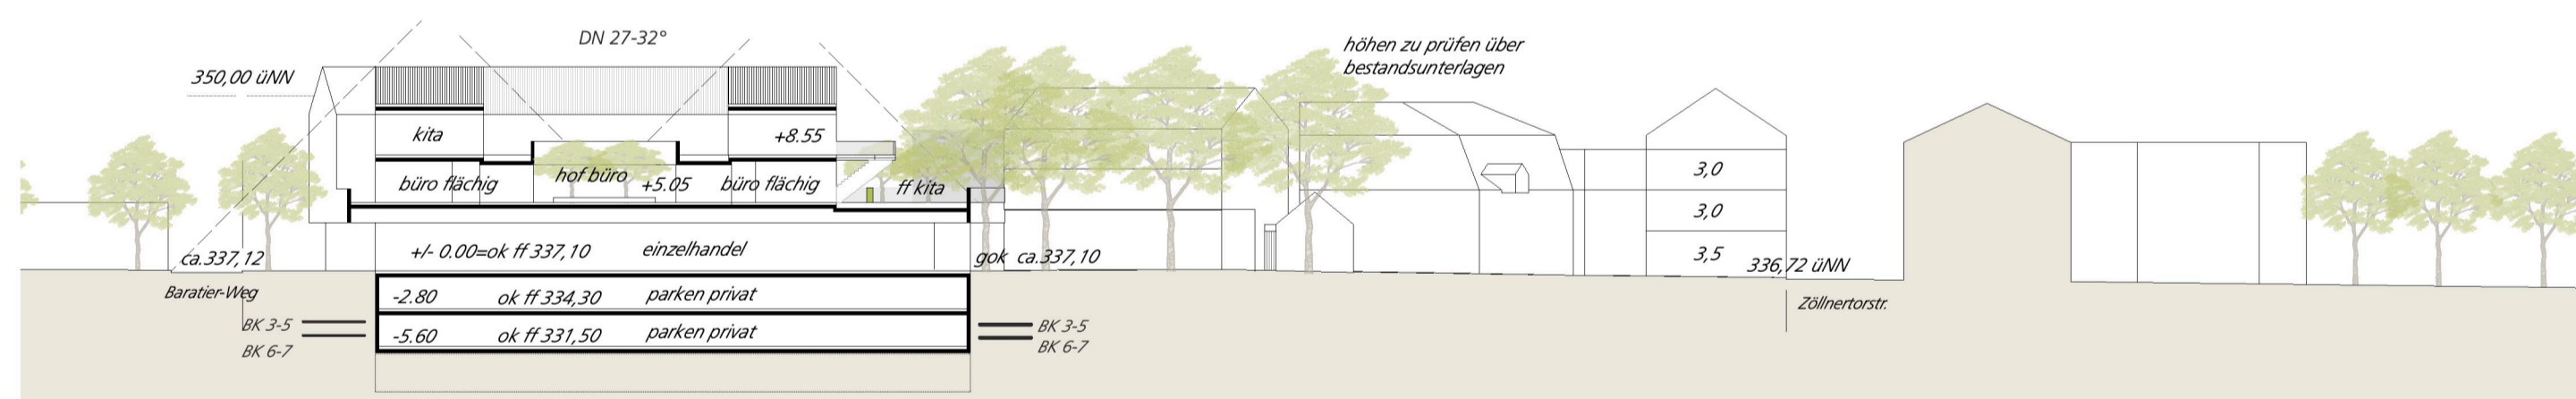 DN 27-32°
höhen zu prüfen über
bestandsunterlagen
350,00 üNN
kita
+8.55
büro flächig
hof büro
+5.05
büro flächig
ff kita
3,0
3,0
3,5
ca.337,12
+/- 0.00=ok ff 337,10
einzelhandel
gok ca.337,10
336,72 üNN
Baratier-Weg
-2.80
ok ff 334,30
parken privat
Zöllnertorstr.
BK 3-5
BK 6-7
-5.60
ok ff 331,50
parken privat
BK 3-5
BK 6-7